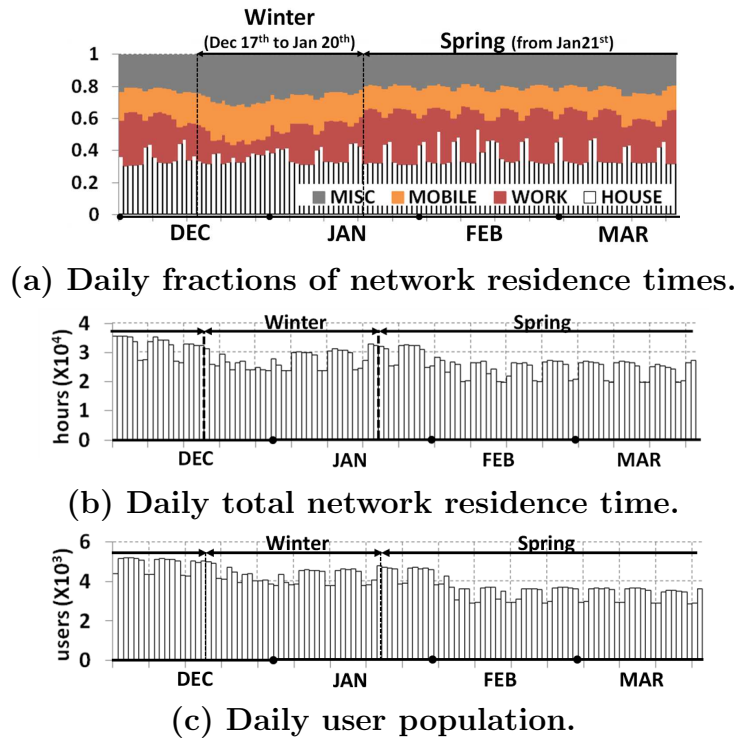 Winter
(Dec 17th to Jan 20th)
Spring (from Jan21st)
1
0.8
0.6
0.4
0.2
0
MISC MOBILE WORK HOUSE
DEC JAN FEB MAR
(a) Daily fractions of network residence times.
hours (X10⁴)
4
3
2
1
0
Winter Spring
DEC JAN FEB MAR
(b) Daily total network residence time.
users (X10³)
6
4
2
0
Winter Spring
DEC JAN FEB MAR
(c) Daily user population.